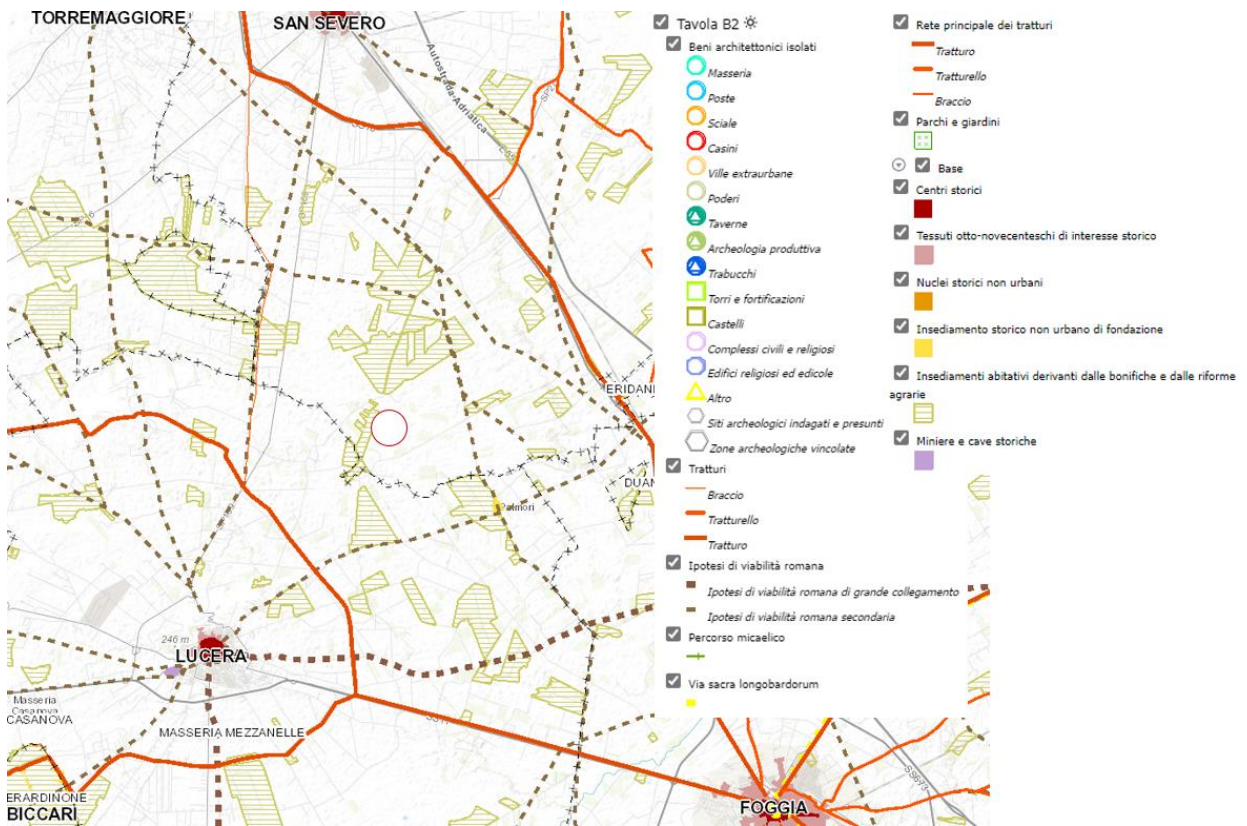 TORREMAGGIORE
SAN SEVERO
Autostrada-Adriatica
SS16
ERIDANI
DUAN
Palmori
246 m
LUCERA
Masseria
Casanova
CASANOVA
MASSERIA MEZZANELLE
SS17
ERARDINONE
BICCARI
FOGGIA
SS673
Tavola B2
Beni architettonici isolati
Masseria
Poste
Sciale
Casini
Ville extraurbane
Poderi
Taverne
Archeologia produttiva
Trabucchi
Torri e fortificazioni
Castelli
Complessi civili e religiosi
Edifici religiosi ed edicole
Altro
Siti archeologici indagati e presunti
Zone archeologiche vincolate
Tratturi
Braccio
Tratturello
Tratturo
Ipotesi di viabilità romana
Ipotesi di viabilità romana di grande collegamento
Ipotesi di viabilità romana secondaria
Percorso micaelico
Via sacra longobardorum
Rete principale dei tratturi
Tratturo
Tratturello
Braccio
Parchi e giardini
Base
Centri storici
Tessuti otto-novecenteschi di interesse storico
Nuclei storici non urbani
Insediamento storico non urbano di fondazione
Insediamenti abitativi derivanti dalle bonifiche e dalle riforme
agrarie
Miniere e cave storiche